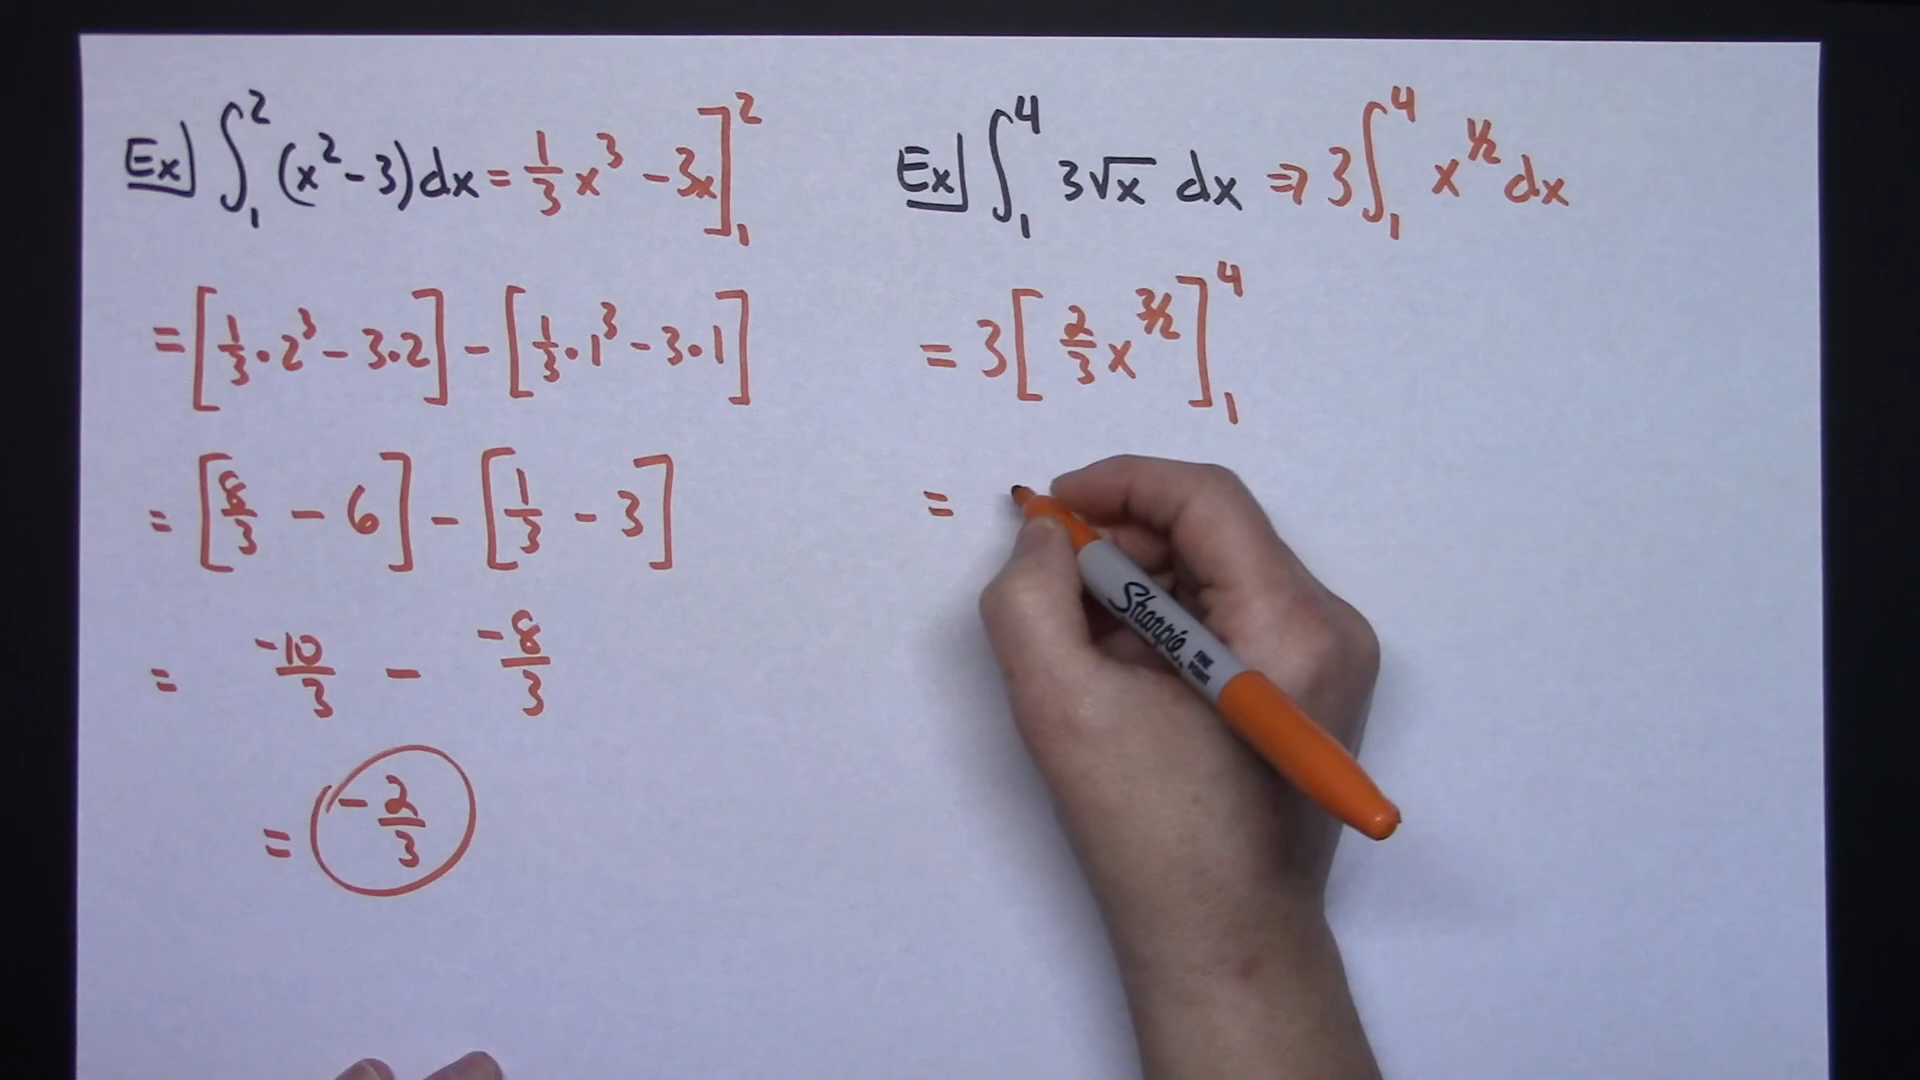 Ex] ∫₁² (x² - 3) dx = 1/3 x³ - 3x]₁²
= [1/3 · 2³ - 3 · 2] - [1/3 · 1³ - 3 · 1]
= [8/3 - 6] - [1/3 - 3]
= -10/3 - -8/3
= -2/3
Ex] ∫₁⁴ 3√x dx ⇒ 3∫₁⁴ x^1/2 dx
= 3[2/3 x^3/2]₁⁴
=
Sharpie.
FINE
POINT